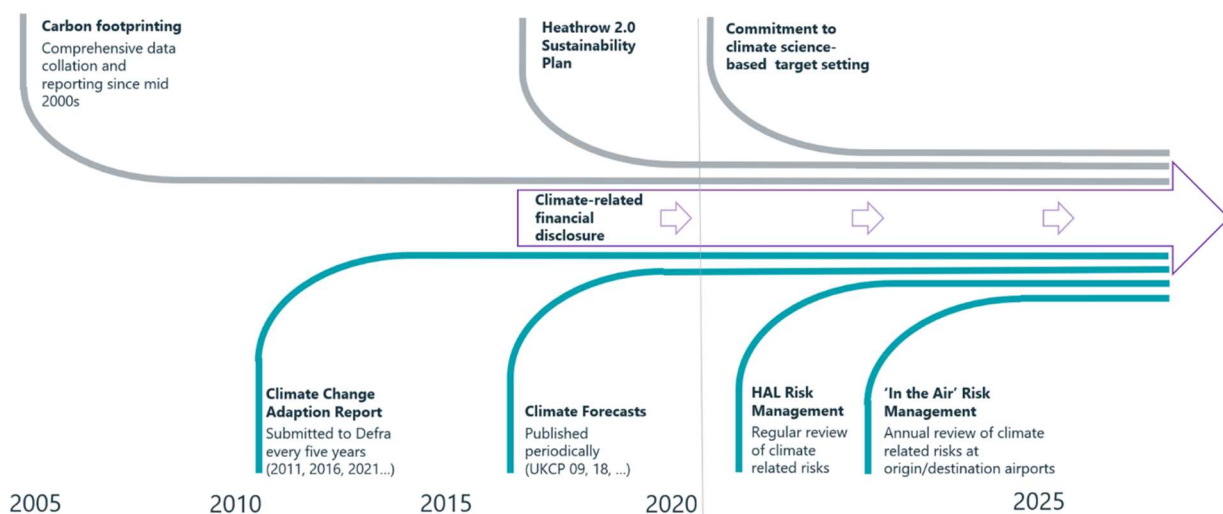 Carbon footprinting
Comprehensive data
collation and
reporting since mid
2000s
Heathrow 2.0
Sustainability
Plan
Commitment to
climate science-
based target setting
Climate-related
financial
disclosure
Climate Change
Adaption Report
Submitted to Defra
every five years
(2011, 2016, 2021...)
Climate Forecasts
Published
periodically
(UKCP 09, 18, ...)
HAL Risk
Management
Regular review
of climate
related risks
‘In the Air’ Risk
Management
Annual review of climate
related risks at
origin/destination airports
2005
2010
2015
2020
2025